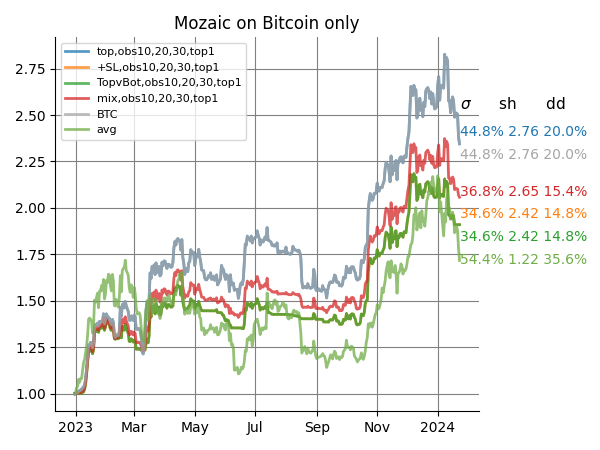 Mozaic on Bitcoin only
top,obs10,20,30,top1
+SL,obs10,20,30,top1
TopvBot,obs10,20,30,top1
mix,obs10,20,30,top1
BTC
avg
2.75
2.50
2.25
2.00
1.75
1.50
1.25
1.00
2023 Mar May Jul Sep Nov 2024
σ sh dd
44.8% 2.76 20.0%
44.8% 2.76 20.0%
36.8% 2.65 15.4%
34.6% 2.42 14.8%
34.6% 2.42 14.8%
54.4% 1.22 35.6%